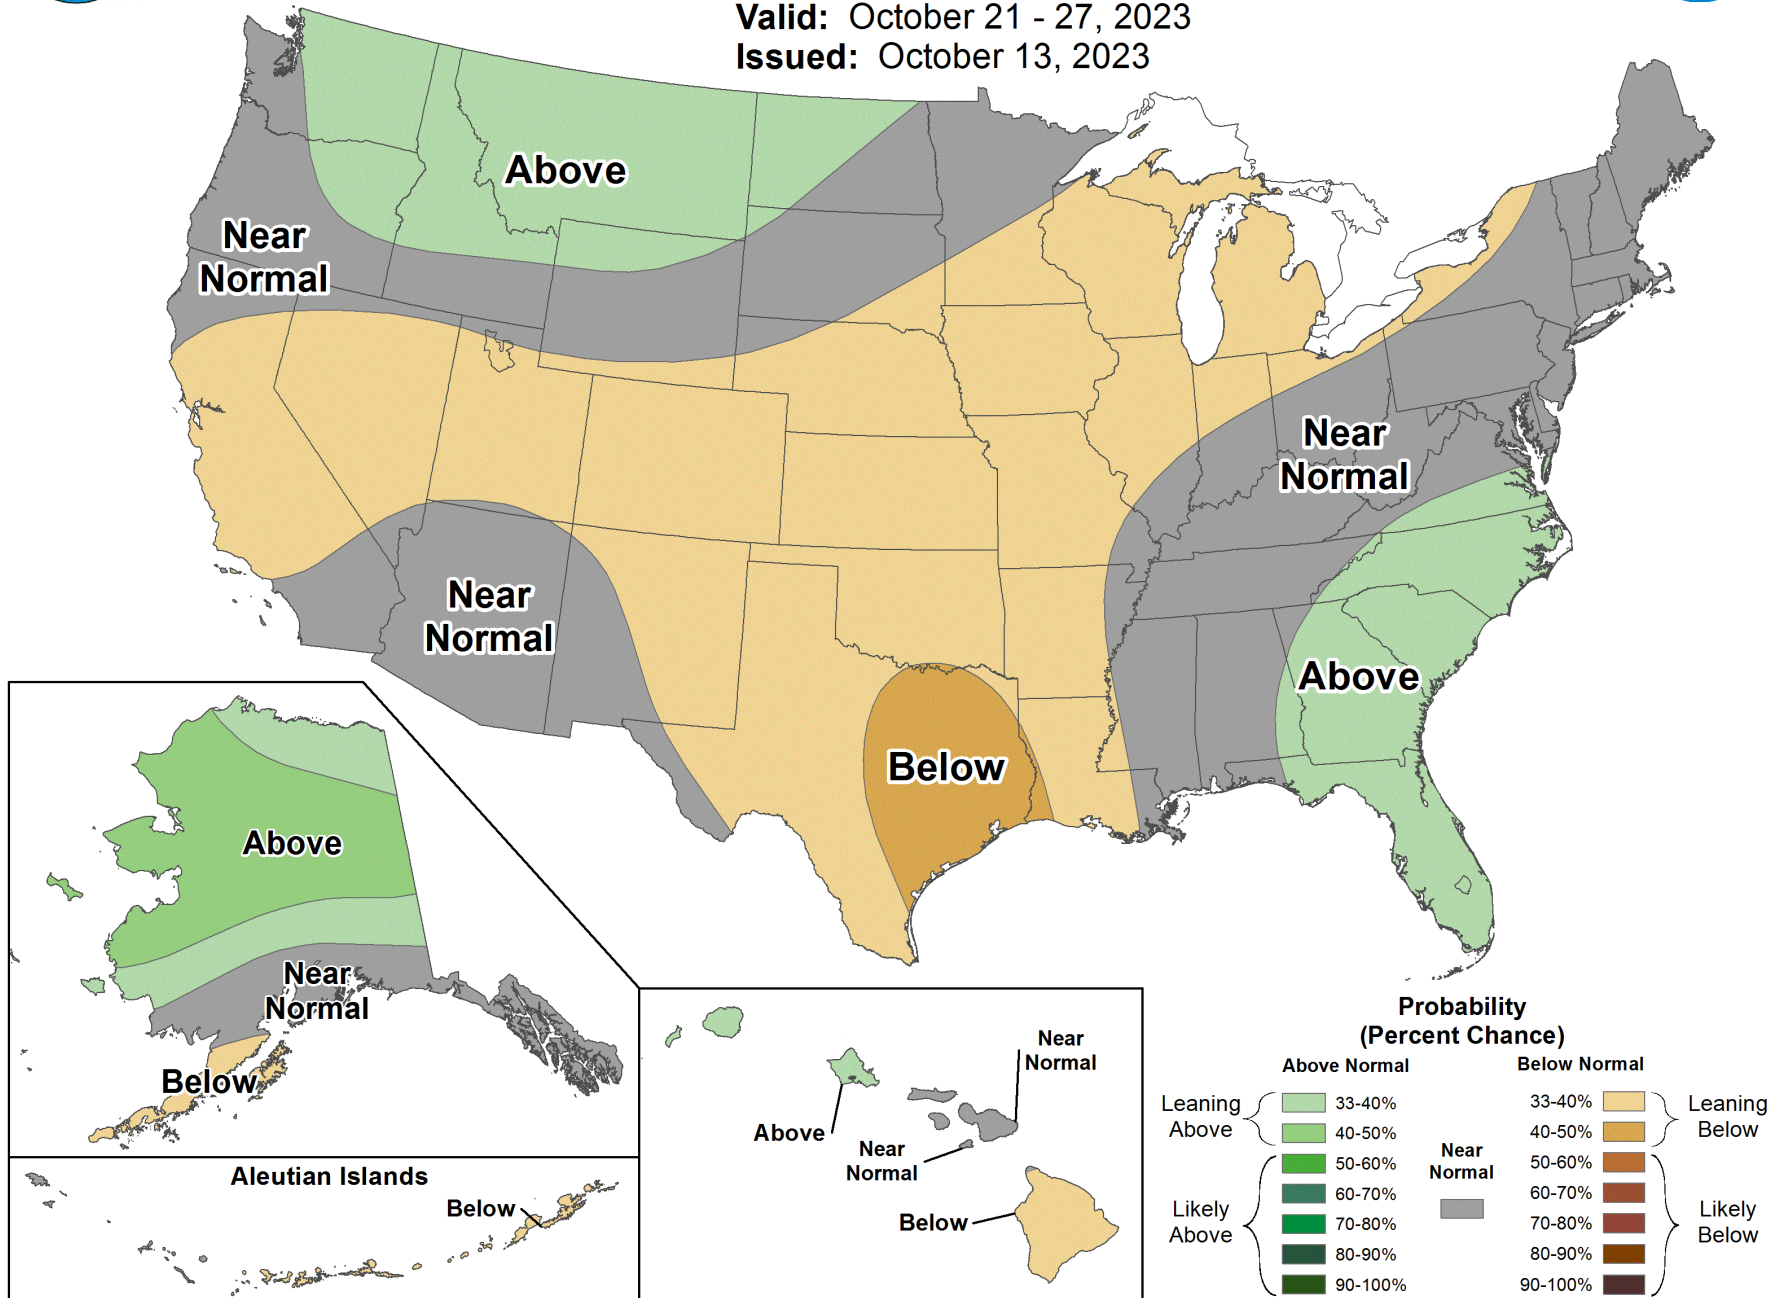 Valid: October 21 - 27, 2023
Issued: October 13, 2023
Above
Near
Normal
Near
Normal
Near
Normal
Above
Below
Above
Near
Normal
Below
Aleutian Islands
Below
Near
Normal
Above
Near
Normal
Below
Probability
(Percent Chance)
Above Normal
Below Normal
Leaning
Above
33-40%
40-50%
Likely
Above
50-60%
60-70%
70-80%
80-90%
90-100%
Near
Normal
33-40%
40-50%
Leaning
Below
50-60%
60-70%
70-80%
80-90%
90-100%
Likely
Below